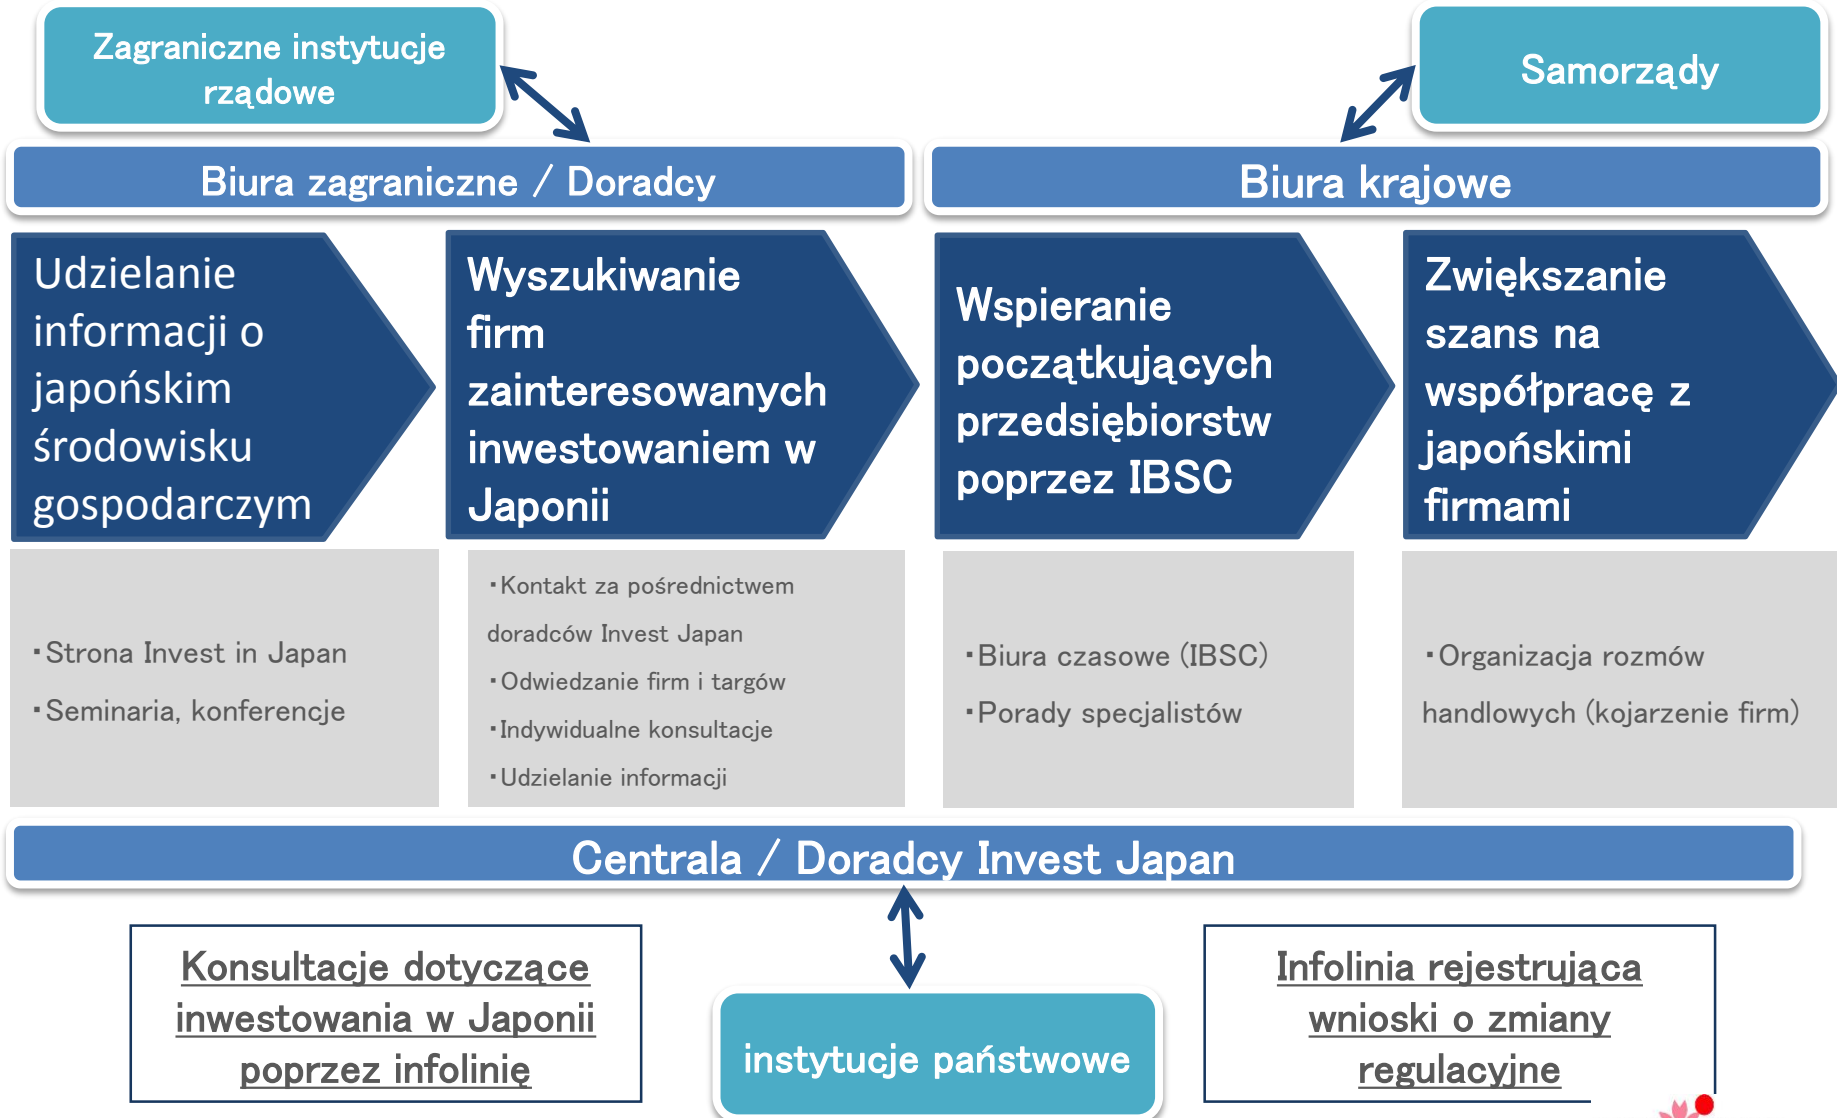 Zagraniczne instytucje
rządowe
Samorządy
Biura zagraniczne / Doradcy
Biura krajowe
Udzielanie
informacji o
japońskim
środowisku
gospodarczym
Wyszukiwanie
firm
zainteresowanych
inwestowaniem w
Japonii
Wspieranie
początkujących
przedsiębiorstw
poprzez IBSC
Zwiększanie
szans na
współpracę z
japońskimi
firmami
・Strona Invest in Japan
・Seminaria, konferencje
・Kontakt za pośrednictwem
doradców Invest Japan
・Odwiedzanie firm i targów
・Indywidualne konsultacje
・Udzielanie informacji
・Biura czasowe (IBSC)
・Porady specjalistów
・Organizacja rozmów
handlowych (kojarzenie firm)
Centrala / Doradcy Invest Japan
Konsultacje dotyczące
inwestowania w Japonii
poprzez infolinię
instytucje państwowe
Infolinia rejestrująca
wnioski o zmiany
regulacyjne